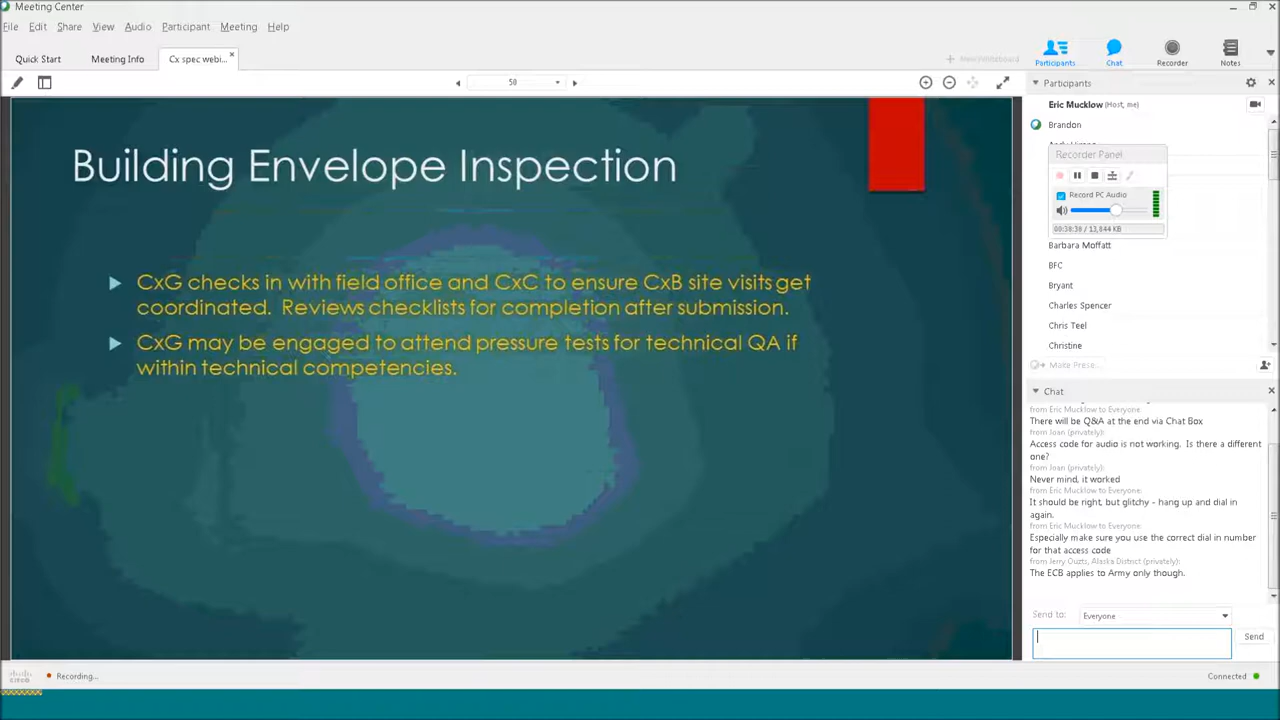 Meeting Center
File Edit Share View Audio Participant Meeting Help
Quick Start Meeting Info Cx spec webi...
New Whiteboard
Participants Chat Recorder Notes
50
Building Envelope Inspection
CxG checks in with field office and CxC to ensure CxB site visits get
coordinated. Reviews checklists for completion after submission.
CxG may be engaged to attend pressure tests for technical QA if
within technical competencies.
Participants
Eric Mucklow (Host, me)
Brandon
Recorder Panel
Record PC Audio
Barbara Moffatt
BFC
Bryant
Charles Spencer
Chris Teel
Christine
Make Prese...
Chat
from Eric Mucklow to Everyone:
There will be Q&A at the end via Chat Box
from Joan (privately):
Access code for audio is not working. Is there a different
one?
from Joan (privately):
Never mind, it worked
from Eric Mucklow to Everyone:
It should be right, but glitchy - hang up and dial in
again.
from Eric Mucklow to Everyone:
Especially make sure you use the correct dial in number
for that access code
from Jerry Ouzts, Alaska District (privately):
The ECB applies to Army only though.
Send to: Everyone
Send
cisco Recording... Connected